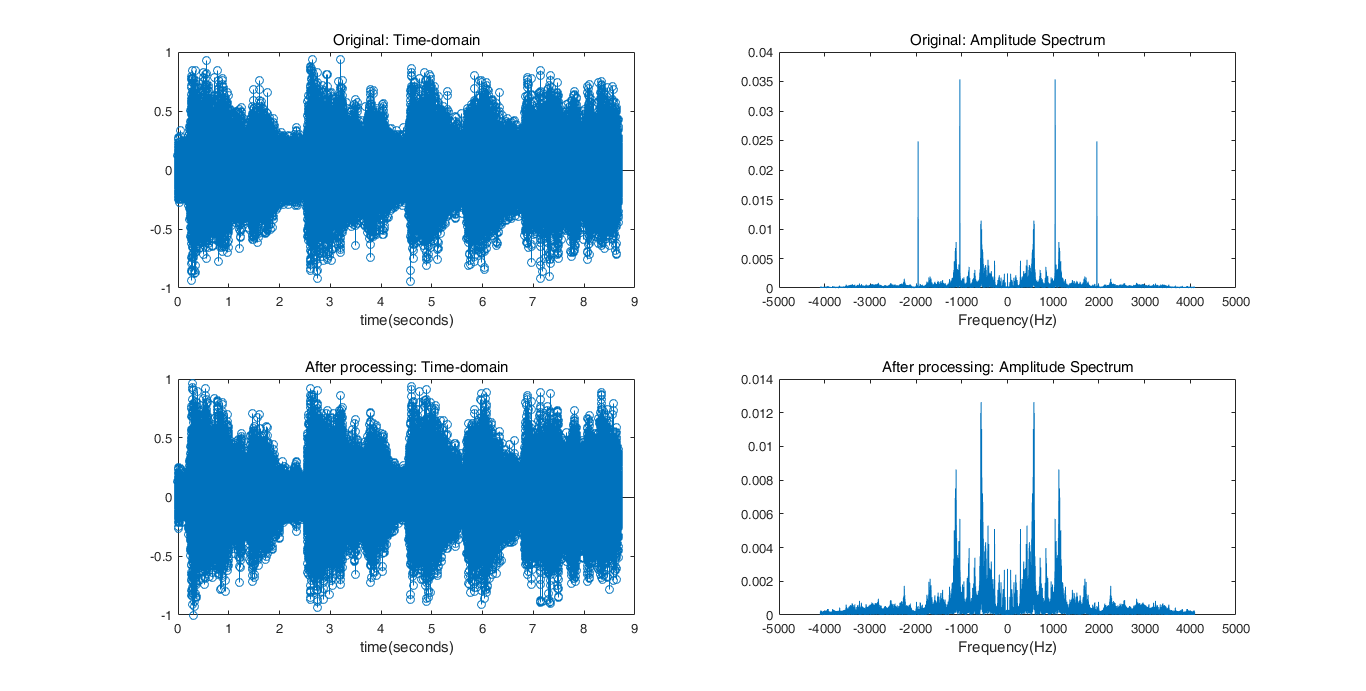 Original: Time-domain
1
0.5
0
-0.5
-1
0 1 2 3 4 5 6 7 8 9
time(seconds)
Original: Amplitude Spectrum
0.04
0.035
0.03
0.025
0.02
0.015
0.01
0.005
0
-5000 -4000 -3000 -2000 -1000 0 1000 2000 3000 4000 5000
Frequency(Hz)
After processing: Time-domain
1
0.5
0
-0.5
-1
0 1 2 3 4 5 6 7 8 9
time(seconds)
After processing: Amplitude Spectrum
0.014
0.012
0.01
0.008
0.006
0.004
0.002
0
-5000 -4000 -3000 -2000 -1000 0 1000 2000 3000 4000 5000
Frequency(Hz)